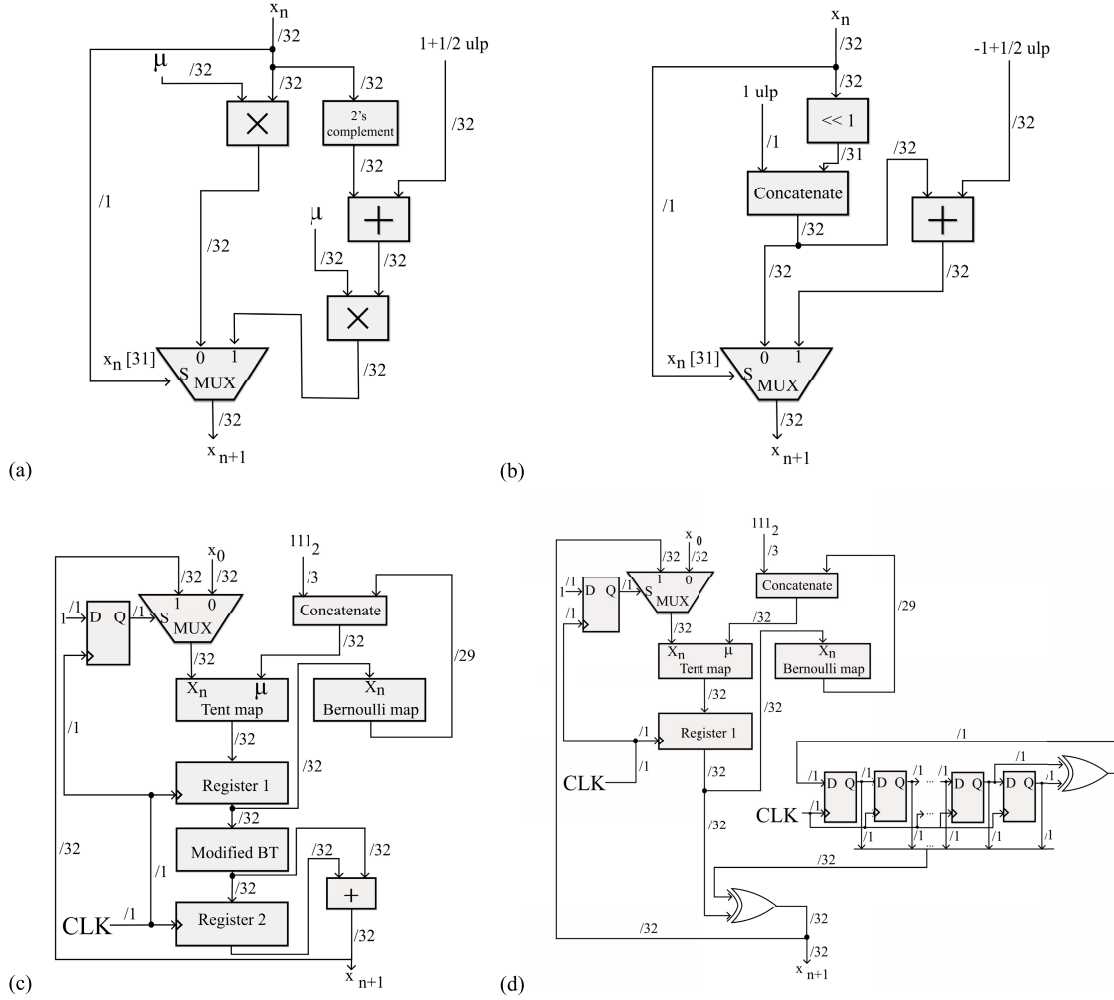 x n
/32
1+1/2 ulp
μ
/32
/32
/32
×
2's
complement
/32
/32
/1
+
μ
/32
/32
/32
×
x n [31]
0 1
S
MUX
/32
/32
x n+1
(a)
x n
/32
-1+1/2 ulp
1 ulp
/32
<< 1
/32
/1
/31
/32
Concatenate
/1
+
/32
/32
/32
x n [31]
0 1
S
MUX
/32
x n+1
(b)
x 0
111 2
/32
/32
/3
1 0
Concatenate
1
/1
D Q
/1
S
MUX
/32
/32
/29
X n
μ
Tent map
X n
Bernoulli map
/1
/32
/32
Register 1
/32
Modified BT
/32
/1
/32
/32
/32
+
CLK
/1
Register 2
/32
x n+1
(c)
111 2
x 0
/3
/32
/32
1 0
Concatenate
1
/1
D Q
/1
S
MUX
/1
/32
/32
/29
X n
μ
Tent map
X n
Bernoulli map
/32
/1
Register 1
/1
CLK
/1
/32
/32
/1
/1
/1
/1
/1
/1
D Q
D Q
...
D Q
D Q
CLK
/1
...
/1
/1
/1
/1
/1
...
/32
/32
/32
/32
x n+1
(d)